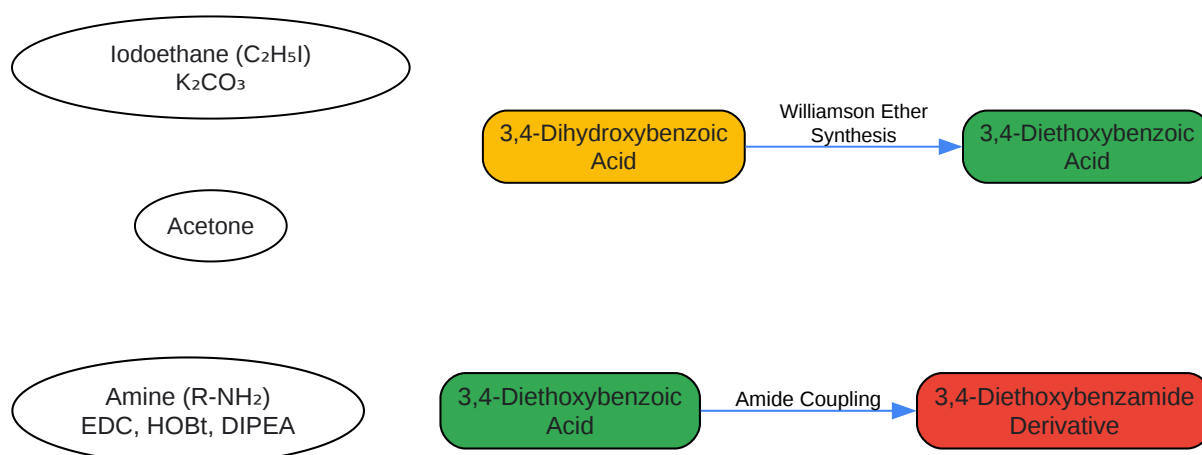 Iodoethane (C₂H₅I)
K₂CO₃
3,4-Dihydroxybenzoic
Acid
Williamson Ether
Synthesis
3,4-Diethoxybenzoic
Acid
Acetone
Amine (R-NH₂)
EDC, HOBt, DIPEA
3,4-Diethoxybenzoic
Acid
Amide Coupling
3,4-Diethoxybenzamide
Derivative